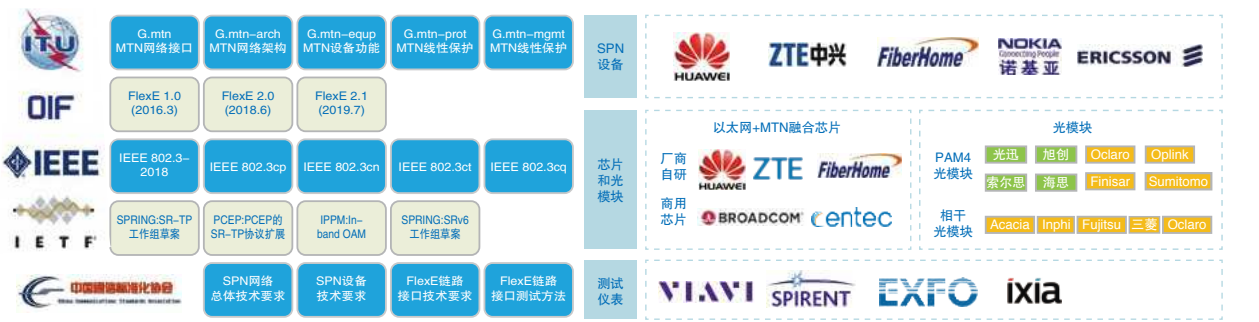 ITU
G.mtn
MTN网络接口
G.mtn-arch
MTN网络架构
G.mtn-equp
MTN设备功能
G.mtn-prot
MTN线性保护
G.mtn-mgmt
MTN线性保护
OIF
FlexE 1.0
(2016.3)
FlexE 2.0
(2018.6)
FlexE 2.1
(2019.7)
IEEE
IEEE 802.3-
2018
IEEE 802.3cp
IEEE 802.3cn
IEEE 802.3ct
IEEE 802.3cq
IETF
SPRING:SR-TP
工作组草案
PCEP:PCEP的
SR-TP协议扩展
IPPM:In-
band OAM
SPRING:SRv6
工作组草案
中国通信标准化协会
China Communications Standards Association
SPN网络
总体技术要求
SPN设备
技术要求
FlexE链路
接口技术要求
FlexE链路
接口测试方法
SPN
设备
HUAWEI
ZTE中兴
FiberHome
NOKIA
Connecting People
诺基亚
ERICSSON
芯片
和光
模块
以太网+MTN融合芯片
厂商
自研
HUAWEI
ZTE
FiberHome
商用
芯片
BROADCOM
centec
光模块
PAM4
光模块
光迅
旭创
Oclaro
Oplink
索尔思
海思
Finisar
Sumitomo
相干
光模块
Acacia
Inphi
Fujitsu
三菱
Oclaro
测试
仪表
VIAVI
SPIRENT
EXFO
ixia